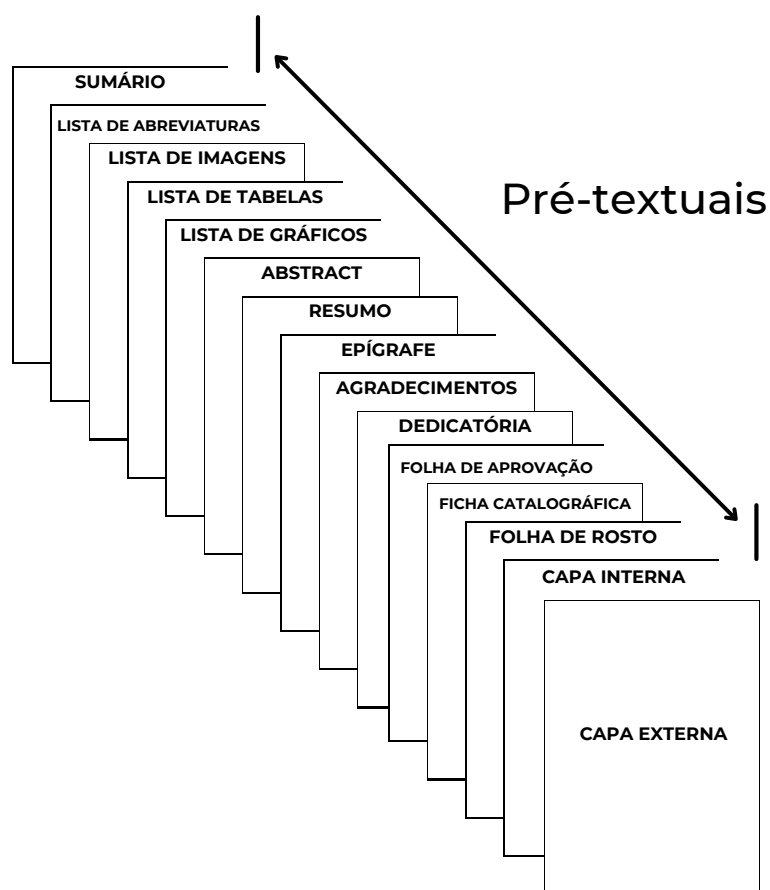 SUMÁRIO
LISTA DE ABREVIATURAS
LISTA DE IMAGENS
LISTA DE TABELAS
Pré-textuais
LISTA DE GRÁFICOS
ABSTRACT
RESUMO
EPÍGRAFE
AGRADECIMENTOS
DEDICATÓRIA
FOLHA DE APROVAÇÃO
FICHA CATALOGRÁFICA
FOLHA DE ROSTO
CAPA INTERNA
CAPA EXTERNA